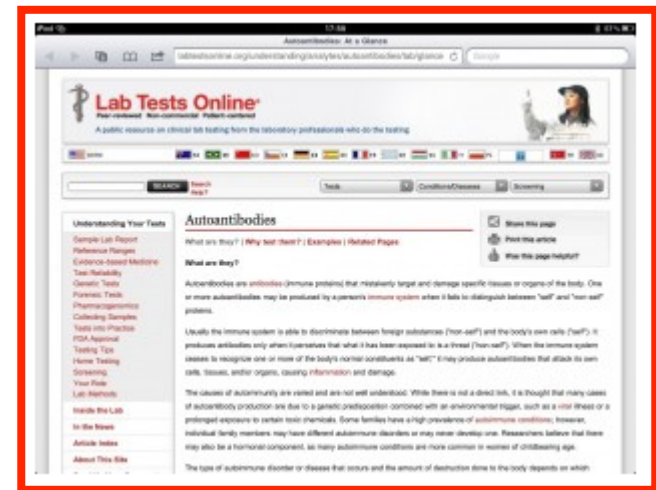 iPad
17:56
Autoantibodies: At a Glance
labtestsonline.org/understanding/analytes/autoantibodies/tab/glance
Google
Lab Tests Online
Peer-reviewed Non-commercial Patient-centered
A public resource on clinical lab testing from the laboratory professionals who do the testing
SEARCH
Search Help?
Tests
Conditions/Diseases
Screening
Understanding Your Tests
Sample Lab Report
Reference Ranges
Evidence-based Medicine
Test Reliability
Genetic Tests
Forensic Tests
Pharmacogenomics
Collecting Samples
Tests into Practice
FDA Approval
Testing Tips
Home Testing
Screening
Your Role
Lab Methods
Inside the Lab
In the News
Article Index
About This Site
Autoantibodies
What are they? | Why test them? | Examples | Related Pages
Share this page
Print this article
Was this page helpful?
What are they?
Autoantibodies are antibodies (immune proteins) that mistakenly target and damage specific tissues or organs of the body. One
or more autoantibodies may be produced by a person's immune system when it fails to distinguish between "self" and "non-self"
proteins.
Usually the immune system is able to discriminate between foreign substances ("non-self") and the body's own cells ("self"). It
produces antibodies only when it perceives that what it has been exposed to is a threat ("non-self"). When the immune system
ceases to recognize one or more of the body's normal constituents as "self," it may produce autoantibodies that attack its own
cells, tissues, and/or organs, causing inflammation and damage.
The causes of autoimmunity are varied and are not well understood. While there is not a direct link, it is thought that many cases
of autoantibody production are due to a genetic predisposition combined with an environmental trigger, such as a viral illness or a
prolonged exposure to certain toxic chemicals. Some families have a high prevalence of autoimmune conditions; however,
individual family members may have different autoimmune disorders or may never develop one. Researchers believe that there
may also be a hormonal component, as many autoimmune conditions are more common in women of childbearing age.
The type of autoimmune disorder or disease that occurs and the amount of destruction done to the body depends on which